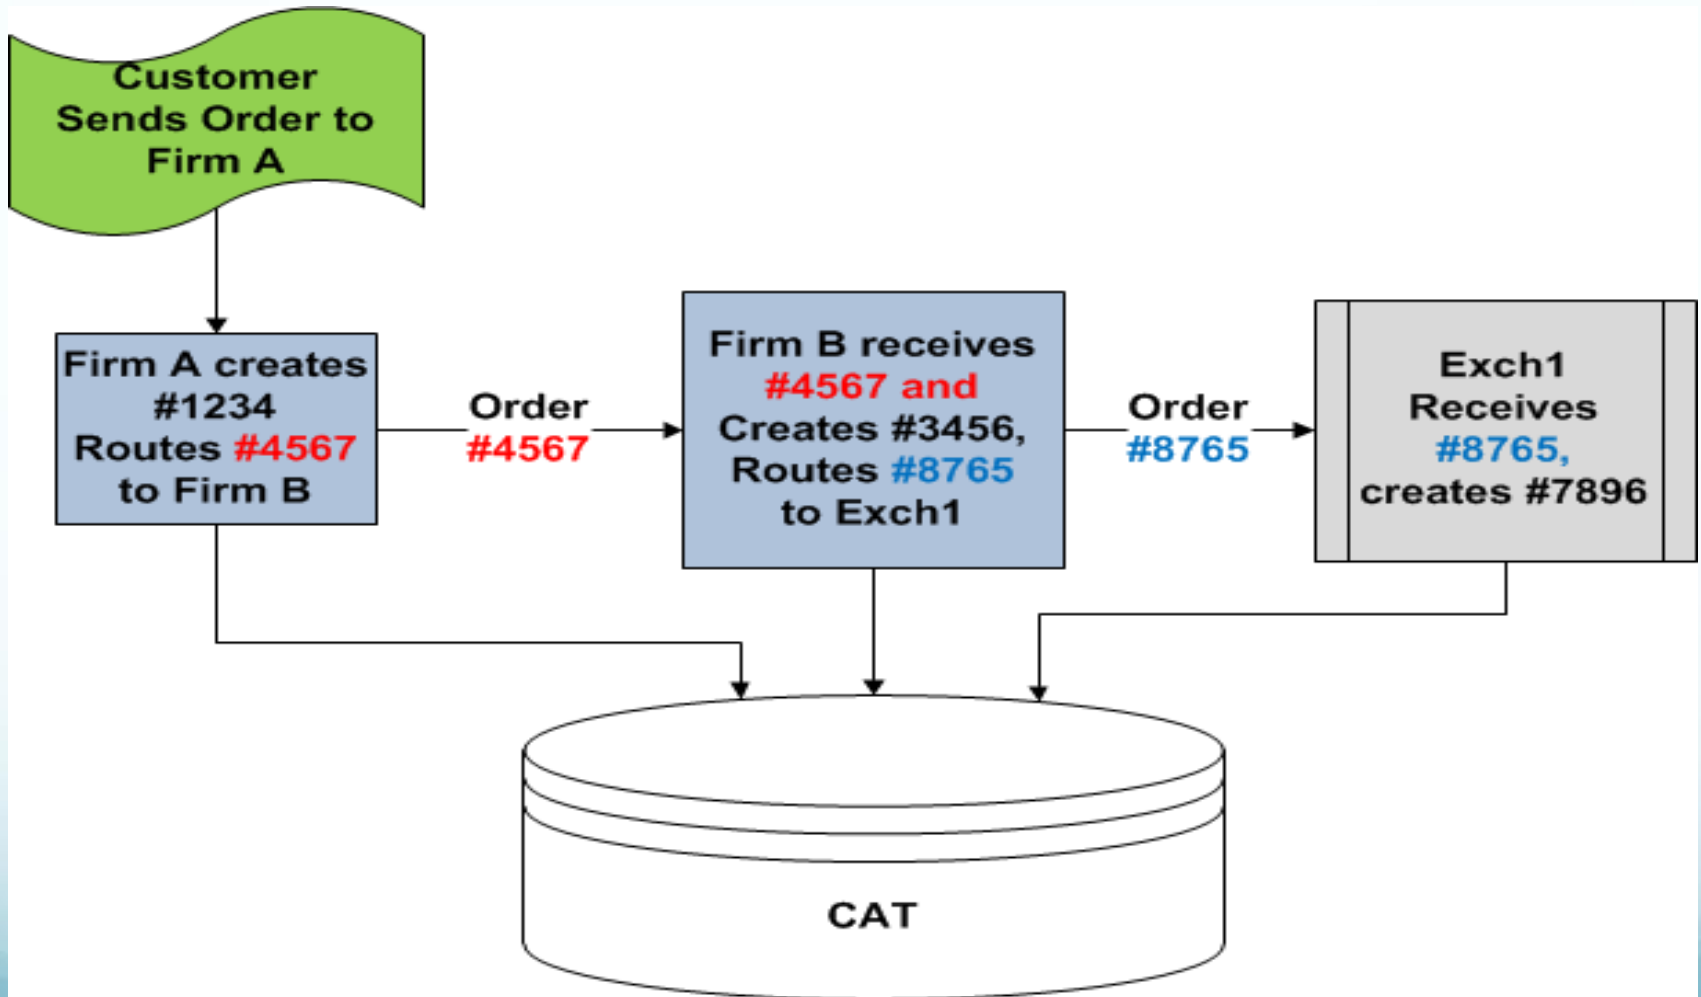 Customer
Sends Order to
Firm A
Firm A creates
#1234
Routes #4567
to Firm B
Order
#4567
Firm B receives
#4567 and
Creates #3456,
Routes #8765
to Exch1
Order
#8765
Exch1
Receives
#8765,
creates #7896
CAT